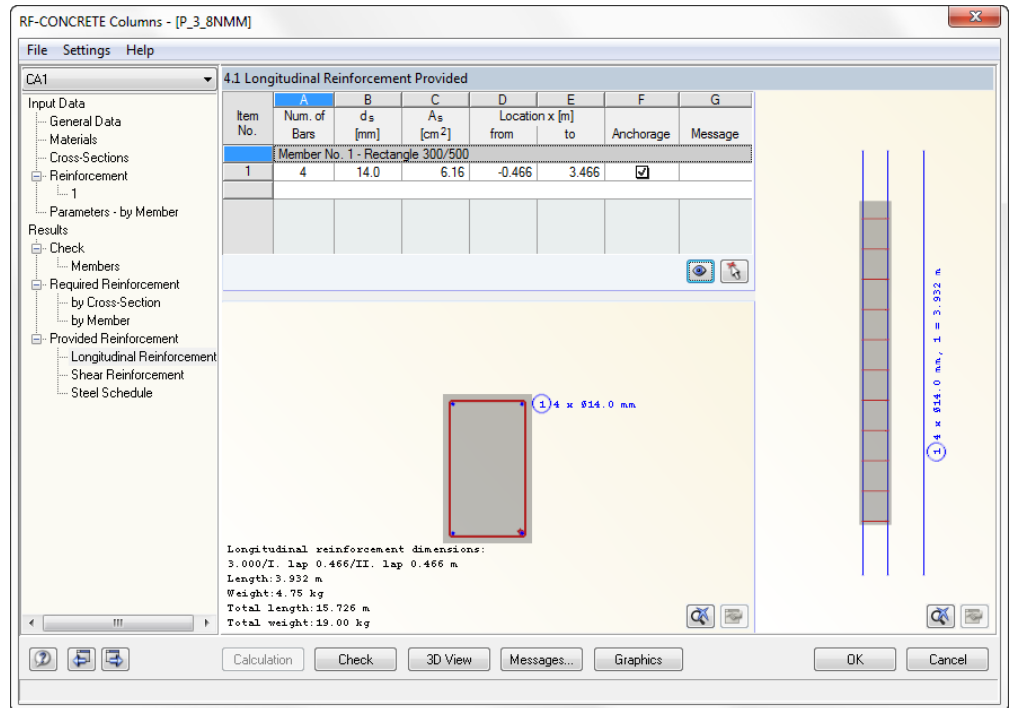 RF-CONCRETE Columns - [P_3_8NMM]
File Settings Help
CA1
Input Data
General Data
Materials
Cross-Sections
Reinforcement
1
Parameters - by Member
Results
Check
Members
Required Reinforcement
by Cross-Section
by Member
Provided Reinforcement
Longitudinal Reinforcement
Shear Reinforcement
Steel Schedule
4.1 Longitudinal Reinforcement Provided
A B C D E F G
Item Num. of ds As Location x [m]
No. Bars [mm] [cm²] from to Anchorage Message
Member No. 1 - Rectangle 300/500
1 4 14.0 6.16 -0.466 3.466
1 4 x Ø14.0 mm
Longitudinal reinforcement dimensions:
3.000/I. lap 0.466/II. lap 0.466 m
Length:3.932 m
Weight:4.75 kg
Total length:15.726 m
Total weight:19.00 kg
1 4 x Ø14.0 mm, l = 3.932 m
Calculation Check 3D View Messages... Graphics OK Cancel